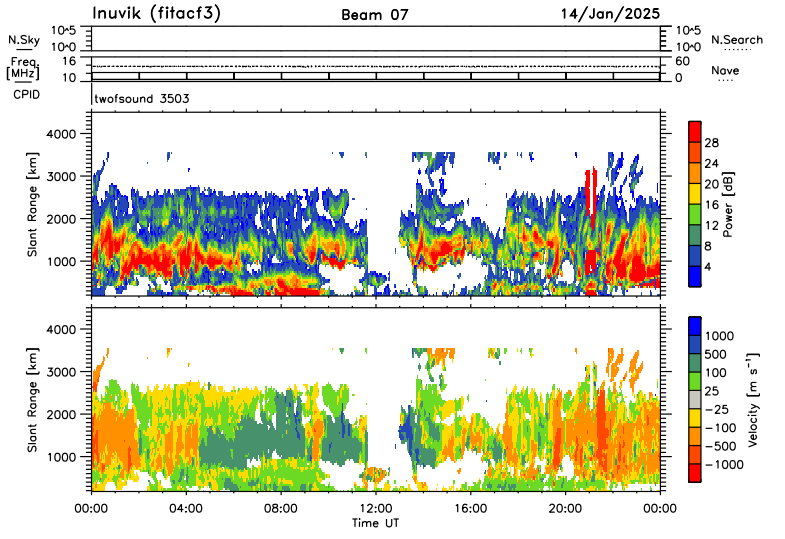 Inuvik (fitacf3) Beam 07 14/Jan/2025
N.Sky 10^5 10^0 10^5 10^0 N.Search
Freq. [MHz] 16 10 60 0 Nave
CPID twofsound 3503
Slant Range [km] 4000 3000 2000 1000
Power [dB] 28 24 20 16 12 8 4
Slant Range [km] 4000 3000 2000 1000
Velocity [m s^-1] 1000 500 100 25 -25 -100 -500 -1000
00:00 04:00 08:00 12:00 16:00 20:00 00:00
Time UT